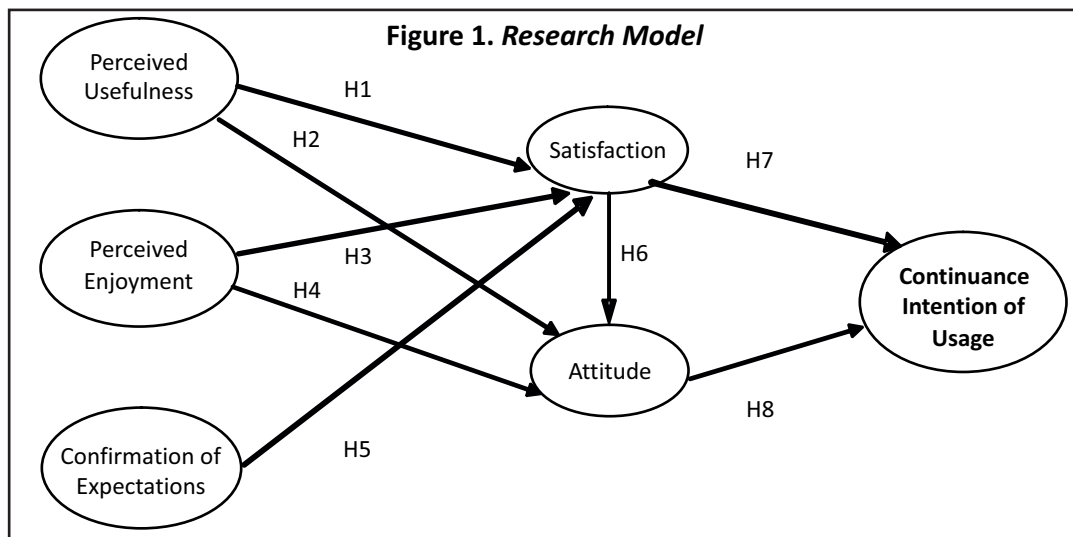 Figure 1. Research Model
Perceived
Usefulness
H1
H2
Satisfaction
H7
Perceived
Enjoyment
H3
H4
H6
Continuance
Intention of
Usage
Attitude
H8
Confirmation of
Expectations
H5